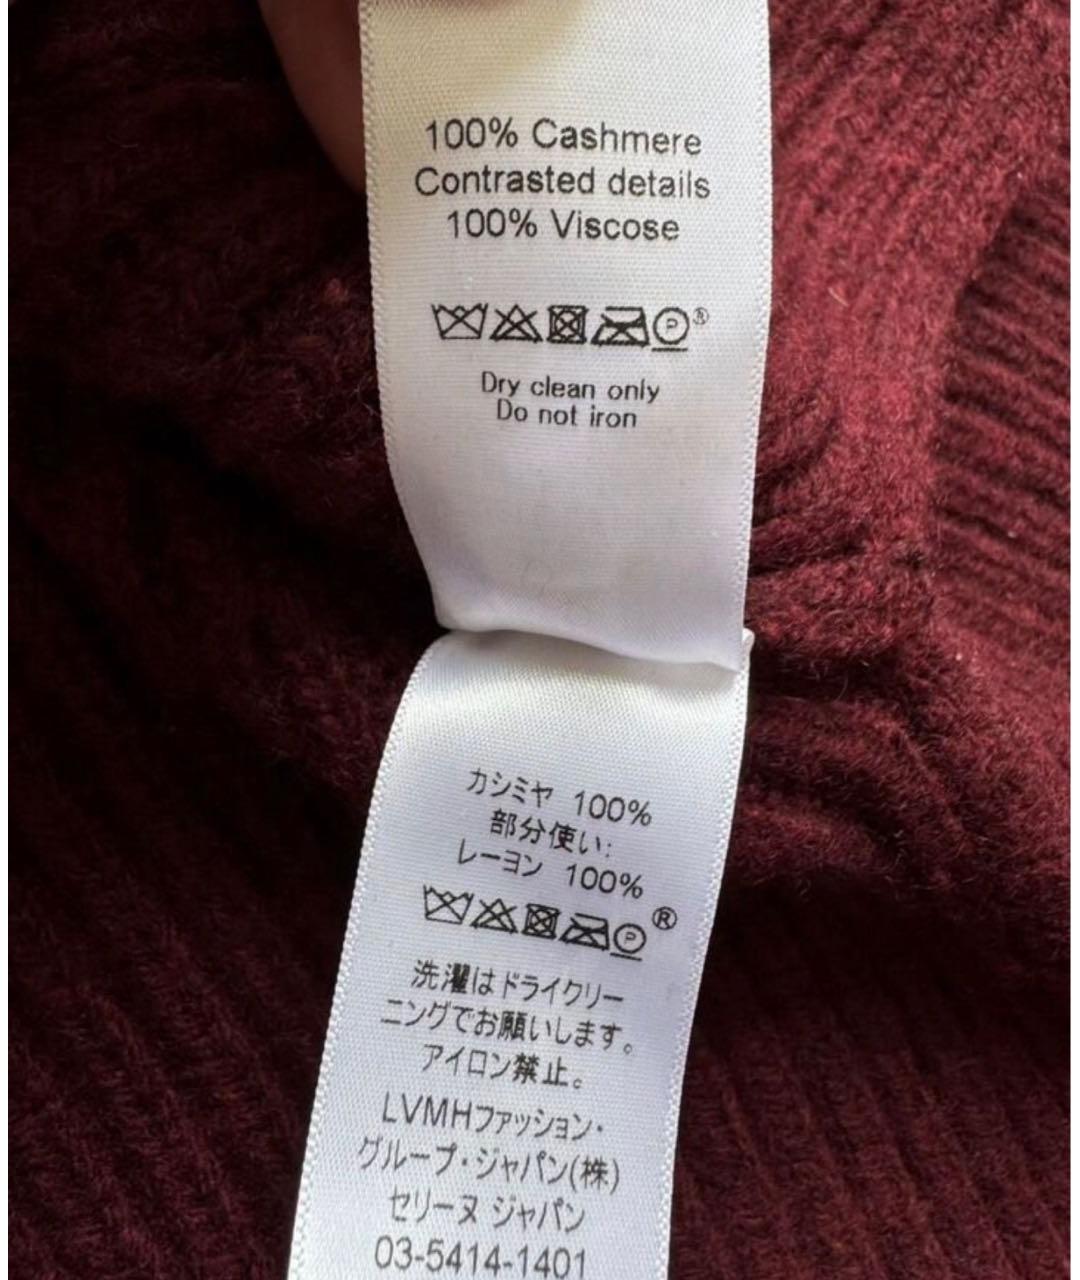 100% Cashmere
Contrasted details
100% Viscose
P®
Dry clean only
Do not iron
カシミヤ 100%
部分使い:
レーヨン 100%
P®
洗濯はドライクリー
ニングでお願いします。
アイロン禁止。
LVMHファッション・
グループ・ジャパン(株)
セリーヌ ジャパン
03-5414-1401